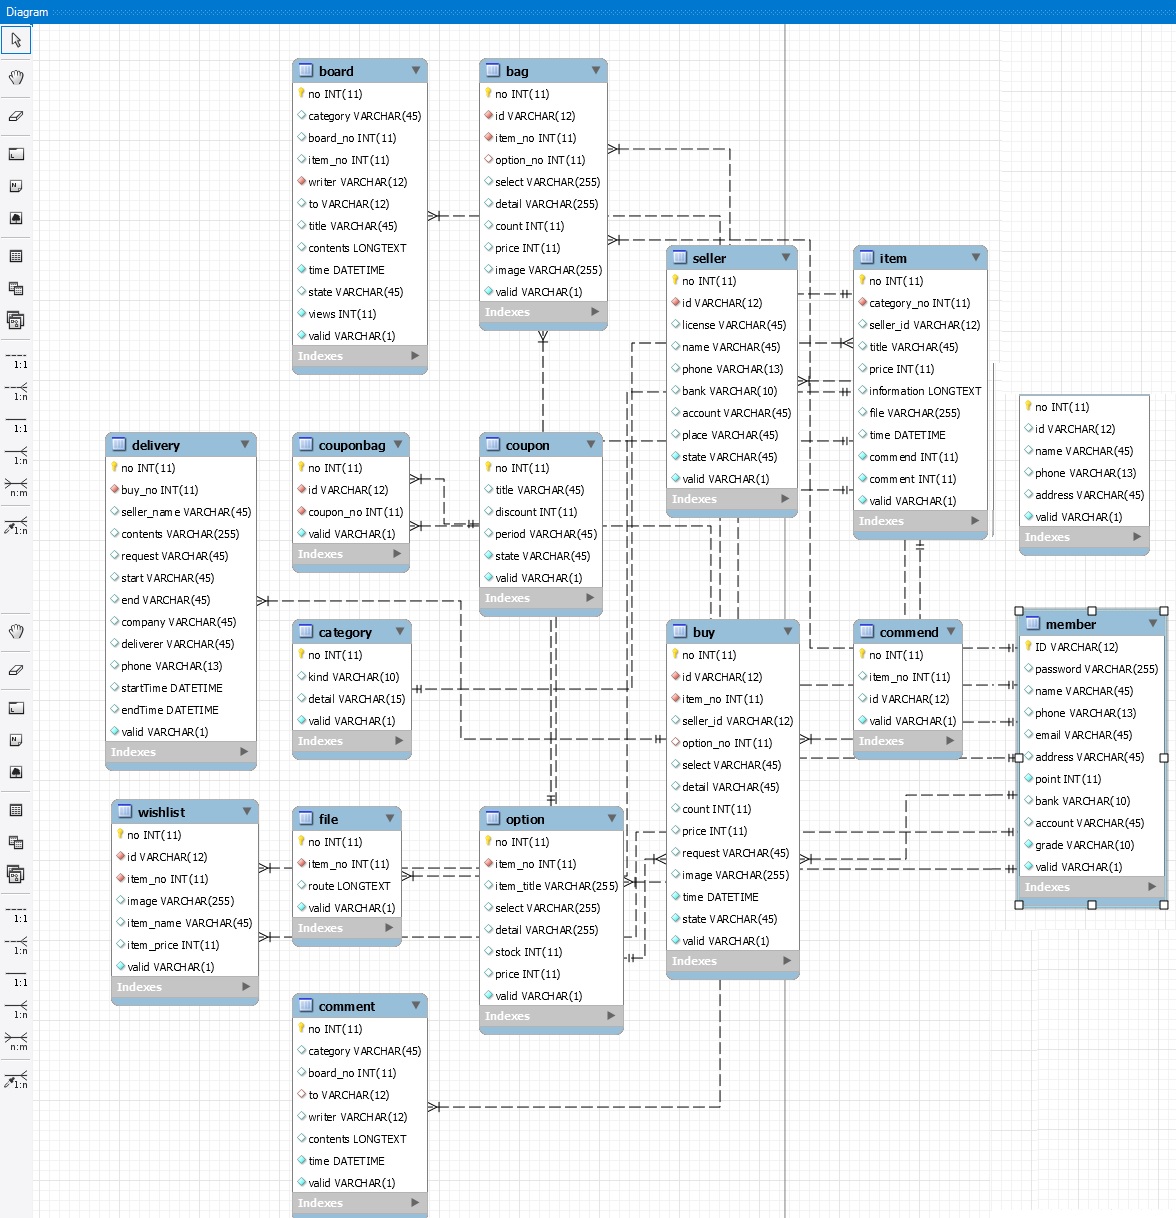 Diagram
1:1
1:n
1:1
1:n
n:m
1:n
1:1
1:n
1:1
1:n
n:m
1:n
board
no INT(11)
category VARCHAR(45)
board_no INT(11)
item_no INT(11)
writer VARCHAR(12)
to VARCHAR(12)
title VARCHAR(45)
contents LONGTEXT
time DATETIME
state VARCHAR(45)
views INT(11)
valid VARCHAR(1)
Indexes
bag
no INT(11)
id VARCHAR(12)
item_no INT(11)
option_no INT(11)
select VARCHAR(255)
detail VARCHAR(255)
count INT(11)
price INT(11)
image VARCHAR(255)
valid VARCHAR(1)
Indexes
seller
no INT(11)
id VARCHAR(12)
license VARCHAR(45)
name VARCHAR(45)
phone VARCHAR(13)
bank VARCHAR(10)
account VARCHAR(45)
place VARCHAR(45)
state VARCHAR(45)
valid VARCHAR(1)
Indexes
item
no INT(11)
category_no INT(11)
seller_id VARCHAR(12)
title VARCHAR(45)
price INT(11)
information LONGTEXT
file VARCHAR(255)
time DATETIME
commend INT(11)
comment INT(11)
valid VARCHAR(1)
Indexes
no INT(11)
id VARCHAR(12)
name VARCHAR(45)
phone VARCHAR(13)
address VARCHAR(45)
valid VARCHAR(1)
Indexes
delivery
no INT(11)
buy_no INT(11)
seller_name VARCHAR(45)
contents VARCHAR(255)
request VARCHAR(45)
start VARCHAR(45)
end VARCHAR(45)
company VARCHAR(45)
deliverer VARCHAR(45)
phone VARCHAR(13)
startTime DATETIME
endTime DATETIME
valid VARCHAR(1)
Indexes
couponbag
no INT(11)
id VARCHAR(12)
coupon_no INT(11)
valid VARCHAR(1)
Indexes
coupon
no INT(11)
title VARCHAR(45)
discount INT(11)
period VARCHAR(45)
state VARCHAR(45)
valid VARCHAR(1)
Indexes
category
no INT(11)
kind VARCHAR(10)
detail VARCHAR(15)
valid VARCHAR(1)
Indexes
buy
no INT(11)
id VARCHAR(12)
item_no INT(11)
seller_id VARCHAR(12)
option_no INT(11)
select VARCHAR(45)
detail VARCHAR(45)
count INT(11)
price INT(11)
request VARCHAR(45)
image VARCHAR(255)
time DATETIME
state VARCHAR(45)
valid VARCHAR(1)
Indexes
commend
no INT(11)
item_no INT(11)
id VARCHAR(12)
valid VARCHAR(1)
Indexes
member
ID VARCHAR(12)
password VARCHAR(255)
name VARCHAR(45)
phone VARCHAR(13)
email VARCHAR(45)
address VARCHAR(45)
point INT(11)
bank VARCHAR(10)
account VARCHAR(45)
grade VARCHAR(10)
valid VARCHAR(1)
Indexes
wishlist
no INT(11)
id VARCHAR(12)
item_no INT(11)
image VARCHAR(255)
item_name VARCHAR(45)
item_price INT(11)
valid VARCHAR(1)
Indexes
file
no INT(11)
item_no INT(11)
route LONGTEXT
valid VARCHAR(1)
Indexes
option
no INT(11)
item_no INT(11)
item_title VARCHAR(255)
select VARCHAR(255)
detail VARCHAR(255)
stock INT(11)
price INT(11)
valid VARCHAR(1)
Indexes
comment
no INT(11)
category VARCHAR(45)
board_no INT(11)
to VARCHAR(12)
writer VARCHAR(12)
contents LONGTEXT
time DATETIME
valid VARCHAR(1)
Indexes